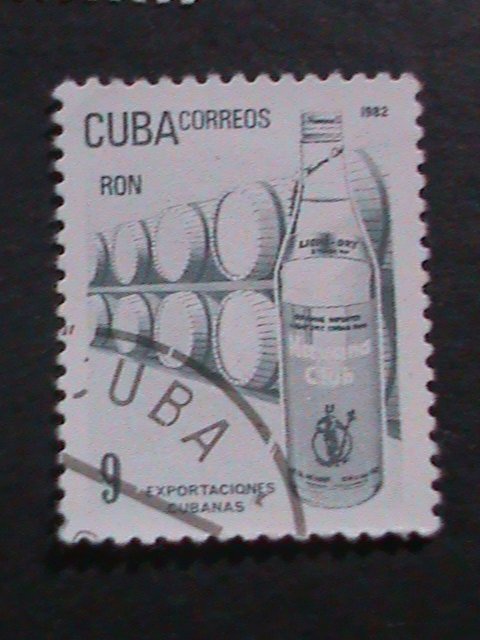 CUBA CORREOS 1982
RON
LIGHT-DRY
Havana
Club
CUBA
9 EXPORTACIONES
CUBANAS